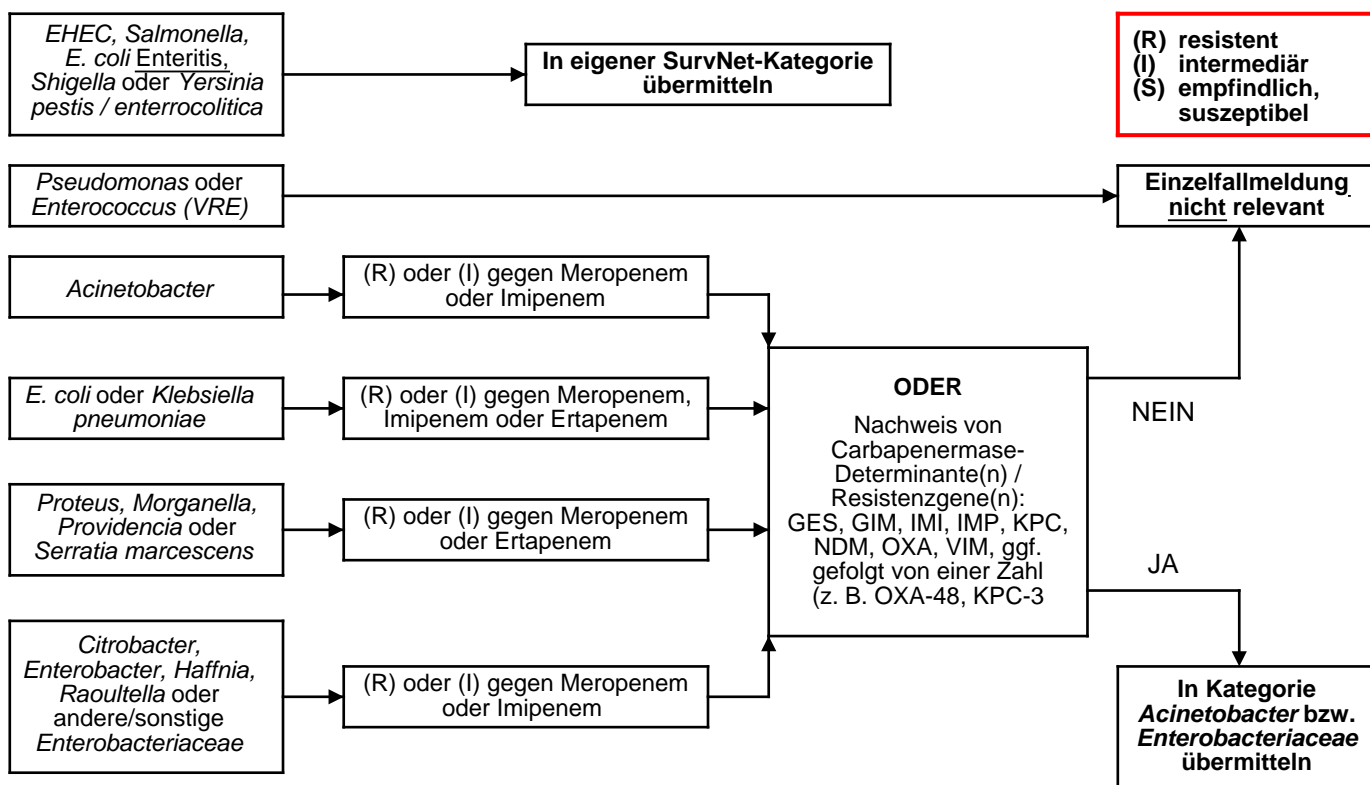 EHEC, Salmonella,
E. coli Enteritis,
Shigella oder Yersinia
pestis / enterrocolitica
In eigener SurvNet-Kategorie
übermitteln
(R) resistent
(I) intermediär
(S) empfindlich,
suszeptibel
Pseudomonas oder
Enterococcus (VRE)
Einzelfallmeldung
nicht relevant
Acinetobacter
(R) oder (I) gegen Meropenem
oder Imipenem
E. coli oder Klebsiella
pneumoniae
(R) oder (I) gegen Meropenem,
Imipenem oder Ertapenem
Proteus, Morganella,
Providencia oder
Serratia marcescens
(R) oder (I) gegen Meropenem
oder Ertapenem
Citrobacter,
Enterobacter, Haffnia,
Raoultella oder
andere/sonstige
Enterobacteriaceae
(R) oder (I) gegen Meropenem
oder Imipenem
ODER
Nachweis von
Carbapenermase-
Determinante(n) /
Resistenzgene(n):
GES, GIM, IMI, IMP, KPC,
NDM, OXA, VIM, ggf.
gefolgt von einer Zahl
(z. B. OXA-48, KPC-3
NEIN
JA
In Kategorie
Acinetobacter bzw.
Enterobacteriaceae
übermitteln